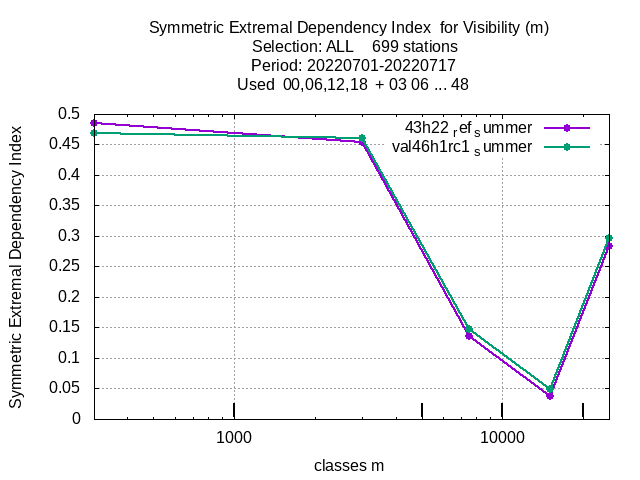 Symmetric Extremal Dependency Index for Visibility (m)
Selection: ALL 699 stations
Period: 20220701-20220717
Used 00,06,12,18 + 03 06 ... 48
Symmetric Extremal Dependency Index
0.5
0.45
0.4
0.35
0.3
0.25
0.2
0.15
0.1
0.05
0
43h22 refsummer
val46h1rc1 summer
1000
10000
classes m